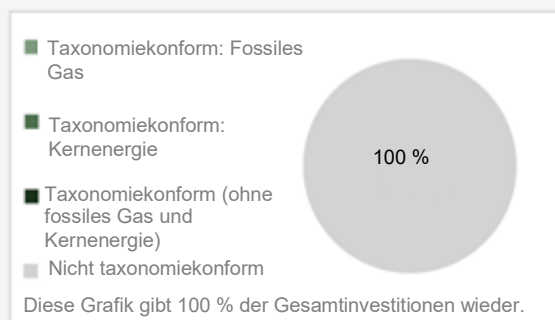 Taxonomiekonform: Fossiles
Gas
Taxonomiekonform:
Kernenergie
Taxonomiekonform (ohne
fossiles Gas und
Kernenergie)
Nicht taxonomiekonform
100 %
Diese Grafik gibt 100 % der Gesamtinvestitionen wieder.